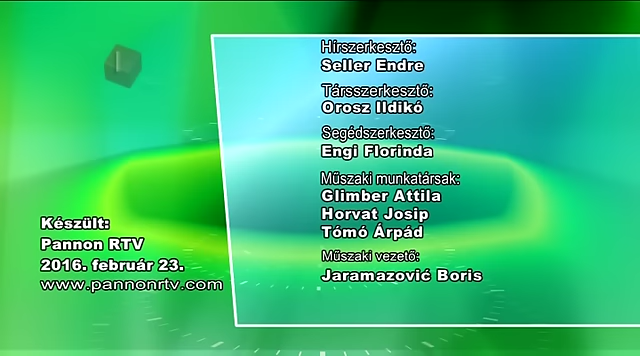 Hírszerkesztő:
Seller Endre
Társszerkesztő:
Orosz Ildikó
Segédszerkesztő:
Engi Florinda
Műszaki munkatársak:
Glimber Attila
Horvat Josip
Tómó Árpád
Műszaki vezető:
Jaramazović Boris
Készült:
Pannon RTV
2016. február 23.
www.pannonrtv.com